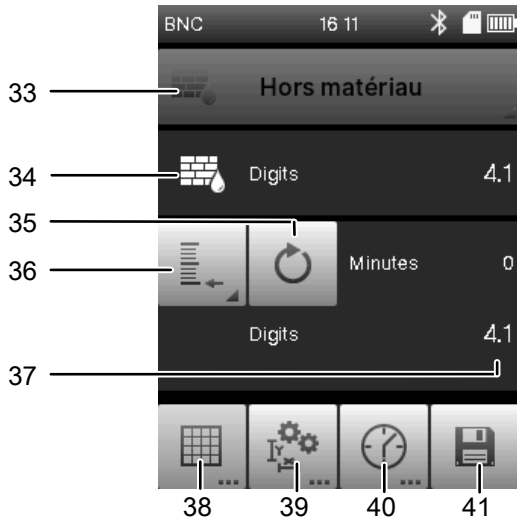 BNC 16 11
33 Hors matériau
34 Digits 4.1
35
36 Minutes 0
Digits 4.1
37
38 39 40 41